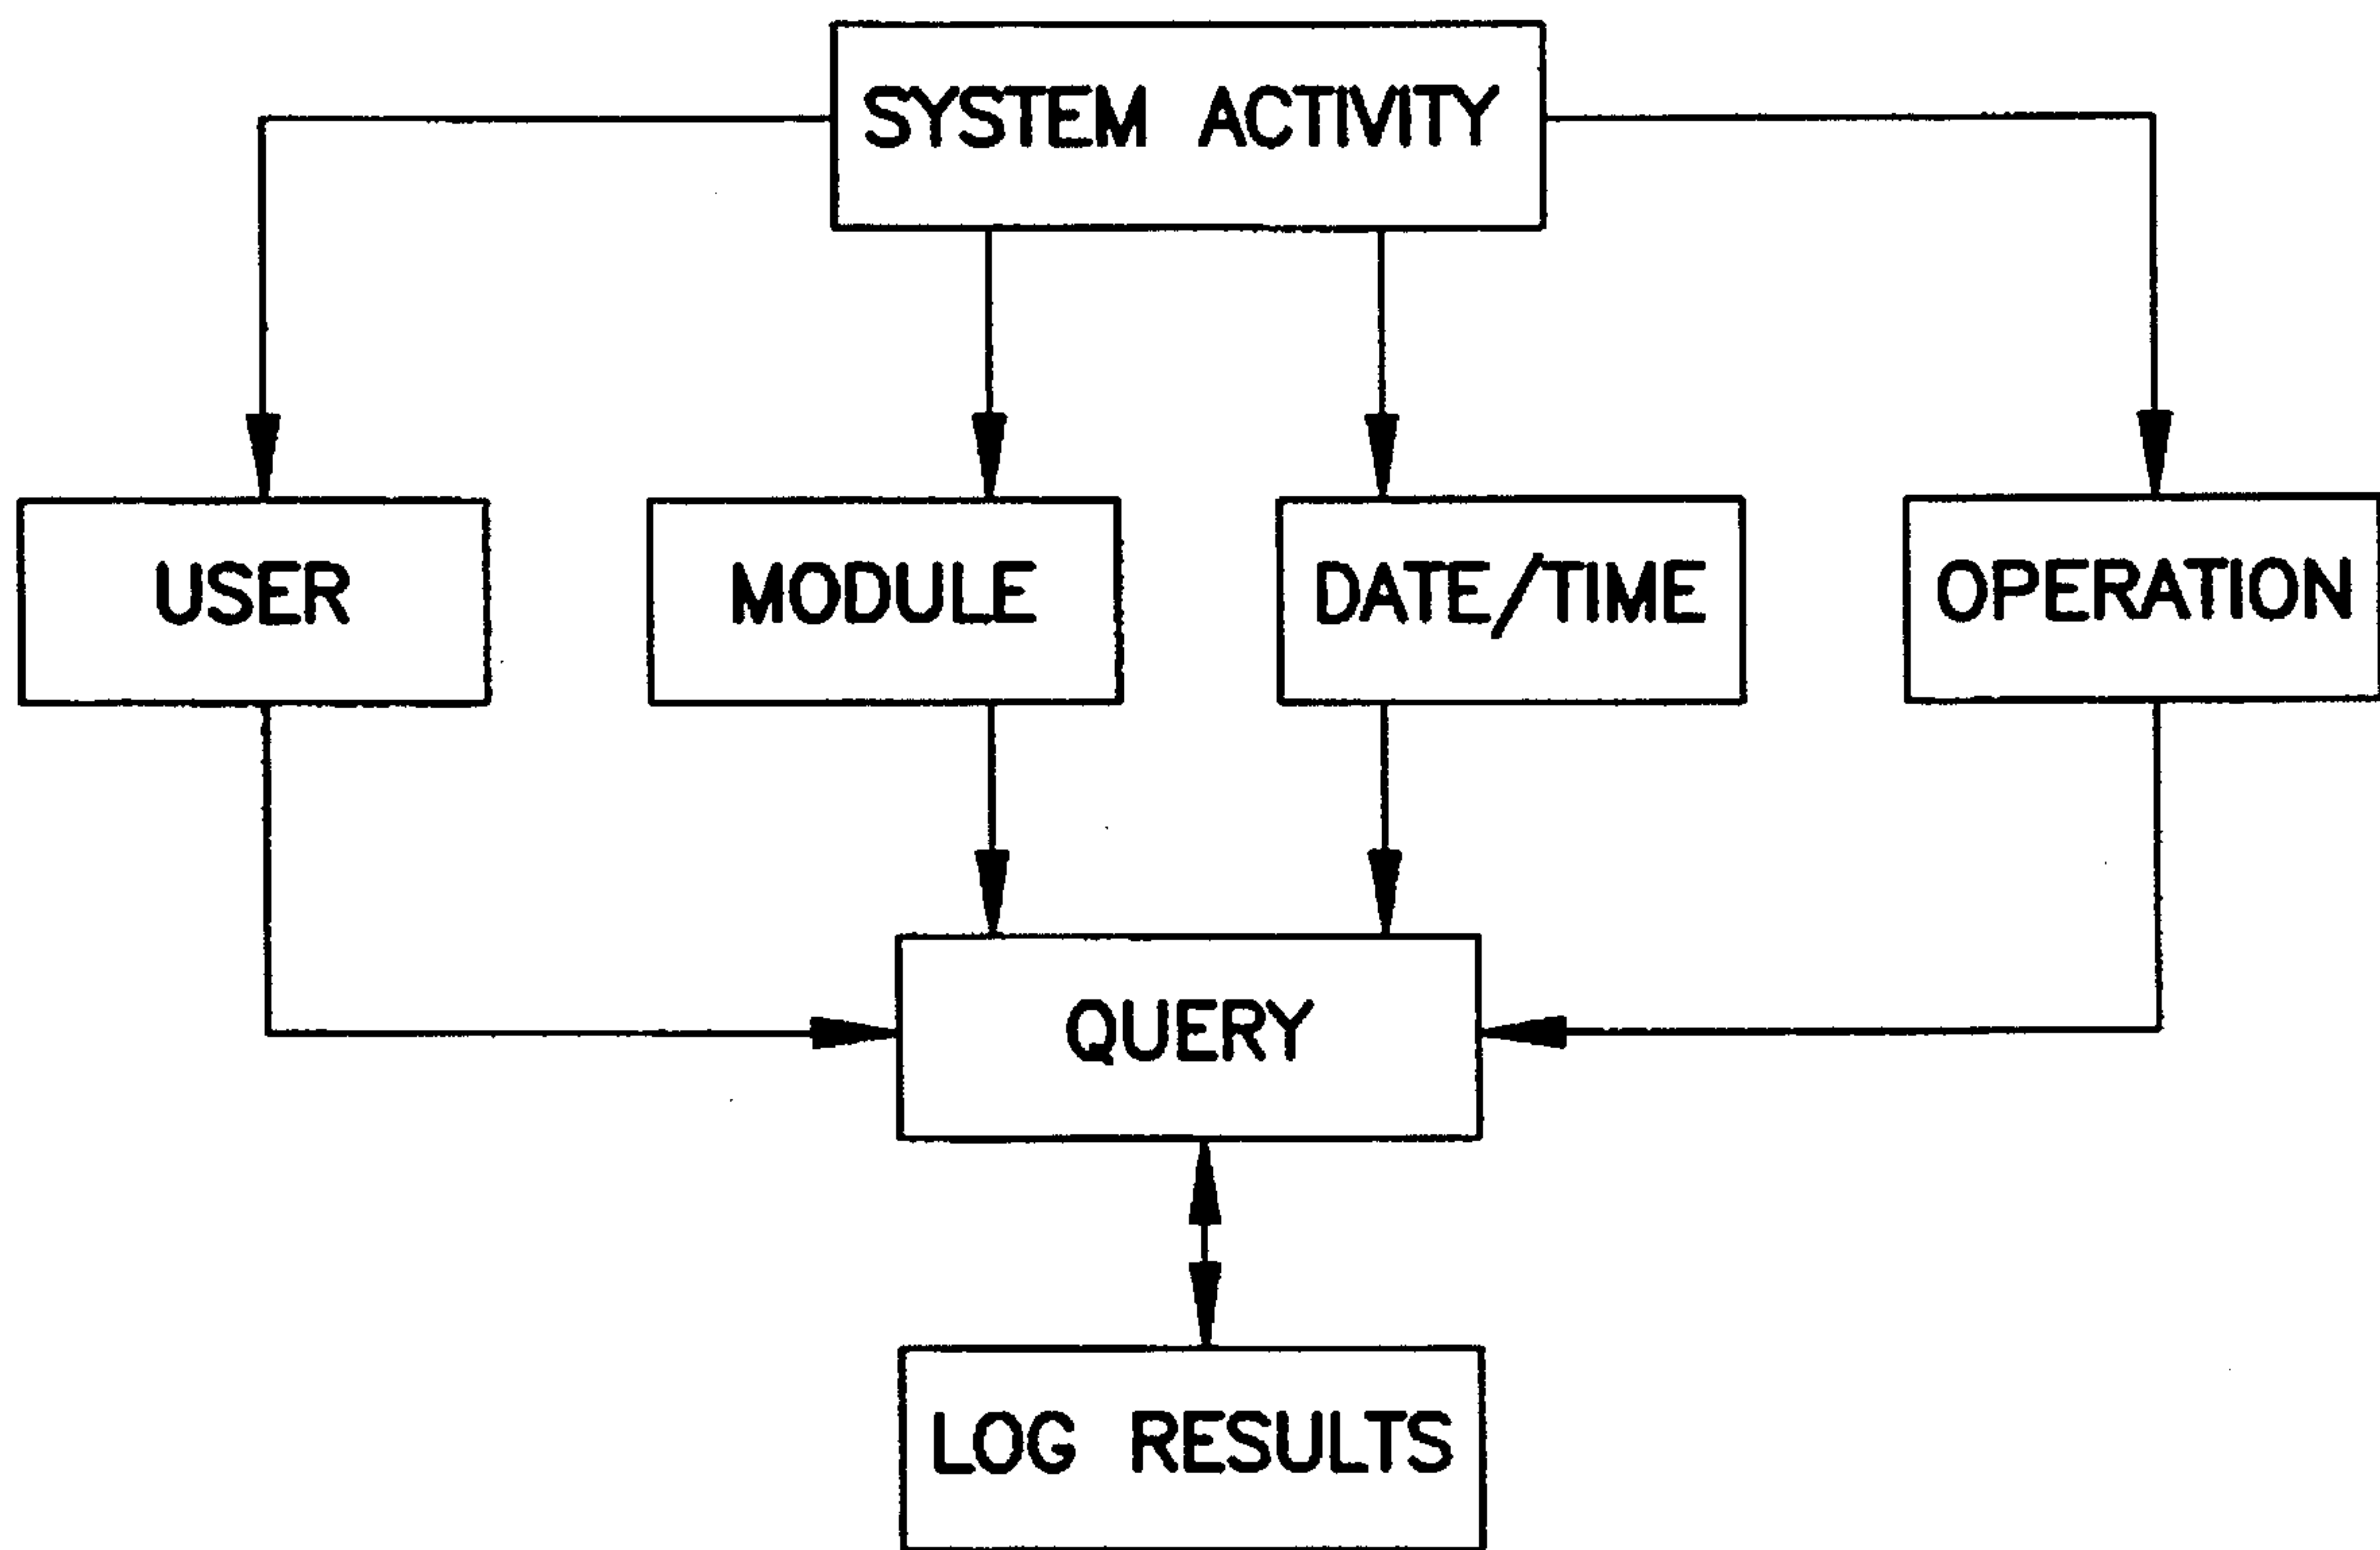 SYSTEM ACTIVITY
USER
MODULE
DATE/TIME
OPERATION
QUERY
LOG RESULTS